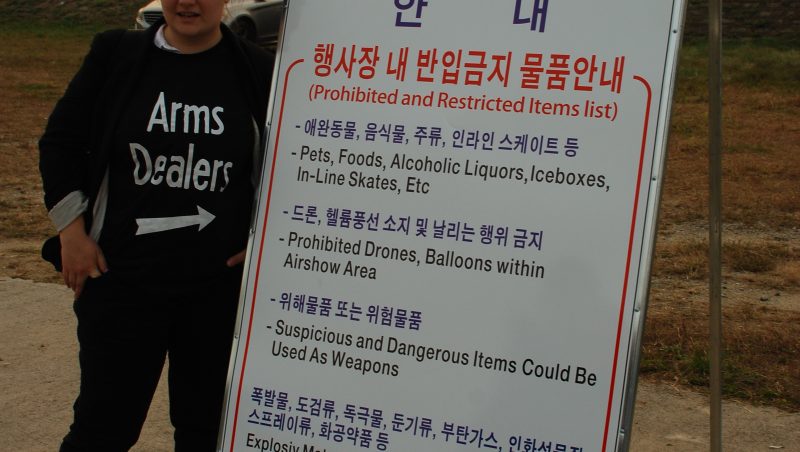 Arms
Dealers
안 내
행사장 내 반입금지 물품안내
(Prohibited and Restricted Items list)
- 애완동물, 음식물, 주류, 인라인 스케이트 등
- Pets, Foods, Alcoholic Liquors, Iceboxes,
In-Line Skates, Etc
- 드론, 헬륨풍선 소지 및 날리는 행위 금지
- Prohibited Drones, Balloons within
Airshow Area
- 위해물품 또는 위험물품
- Suspicious and Dangerous Items Could Be
Used As Weapons
폭발물, 도검류, 독극물, 둔기류, 부탄가스, 인화성물질
스프레이류, 화공약품 등